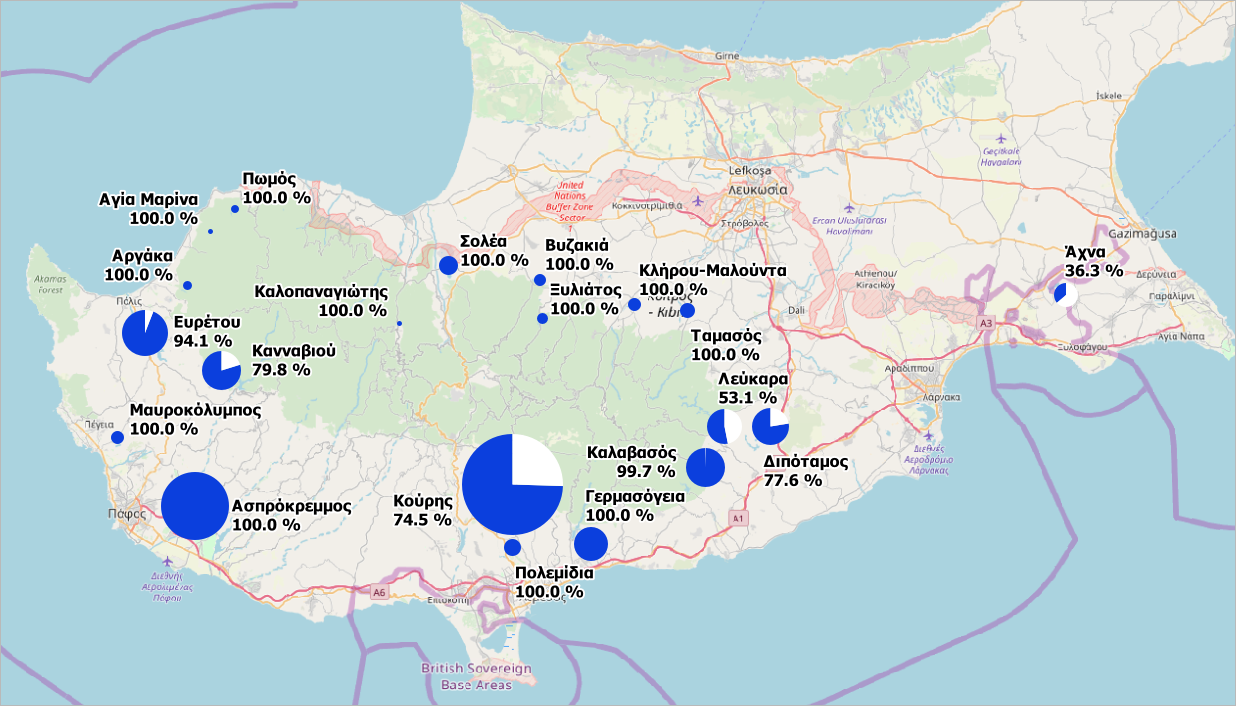 Girne
İskele
Geçitkale
Havaalanı
Lefkoşa
Λευκωσία
United
Nations
Buffer Zone
Sector
1
Κοκκινοτριμιθιά
Στρόβολος
Ercan Uluslararası
Havalimanı
Gazimağusa
Πωμός
100.0 %
Αγία Μαρίνα
100.0 %
Αργάκα
100.0 %
Σολέα
100.0 %
Βυζακιά
100.0 %
Κλήρου-Μαλούντα
100.0 %
Άχνα
36.3 %
Δερύνεια
Παραλίμνι
Αγία Νάπα
Ξυλοφάγου
Athienou/
Kiracıköy
Akamas
Forest
Πόλις
Καλοπαναγιώτης
100.0 %
Ξυλιάτος
100.0 %
Κύπρος
- Kıbrıs
Dali
A3
Ευρέτου
94.1 %
Κανναβιού
79.8 %
Ταμασός
100.0 %
Λεύκαρα
53.1 %
Αραδίππου
Λάρνακα
Μαυροκόλυμπος
100.0 %
Πέγεια
Καλαβασός
99.7 %
Διπόταμος
77.6 %
Διεθνής
Αεροδρόμιο
Λάρνακας
Πάφος
Ασπρόκρεμμος
100.0 %
Κούρης
74.5 %
Γερμασόγεια
100.0 %
A1
Διεθνής
Αερολιμένας
Πάφου
Πολεμίδια
100.0 %
A6
Επισκοπή
British Sovereign
Base Areas